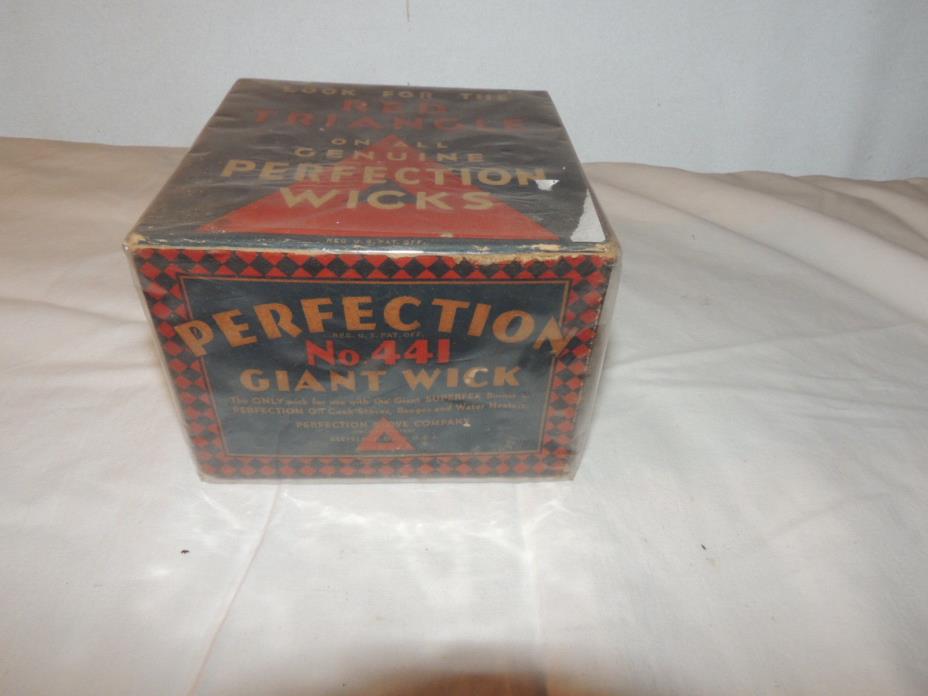 LOOK FOR THE
RED
TRIANGLE
ON ALL
GENUINE
PERFECTION
WICKS
REG. U.S. PAT. OFF.
PERFECTION
REG. U.S. PAT. OFF.
No. 441
GIANT WICK
The ONLY wick for use with the Giant SUPERFEX Burner in
PERFECTION Oil Cook Stoves, Ranges and Water Heaters.
PERFECTION STOVE COMPANY